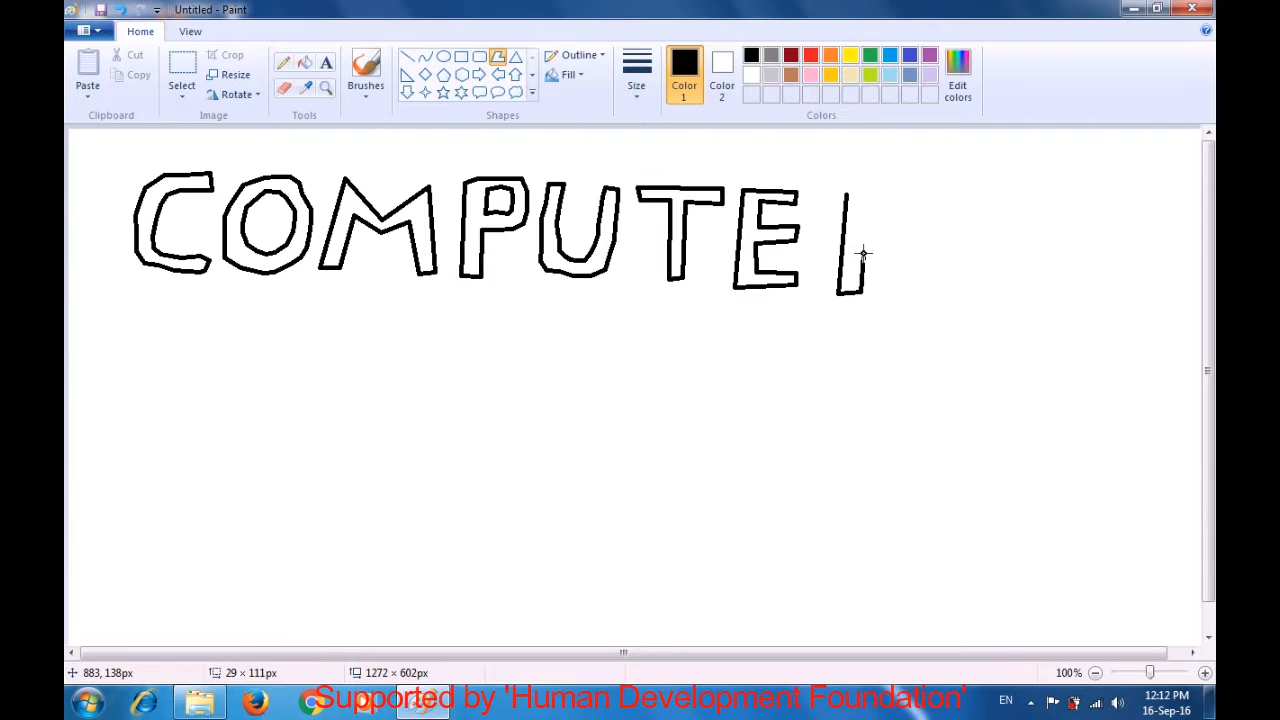 Untitled - Paint
Home View
Paste Cut Copy Select Crop Resize Rotate Brushes Size Outline Fill Color 1 Color 2 Edit colors
Clipboard Image Tools Shapes Colors
COMPUTE
883, 138px 29 × 111px 1272 × 602px 100%
Supported by 'Human Development Foundation'
EN 12:12 PM
16-Sep-16